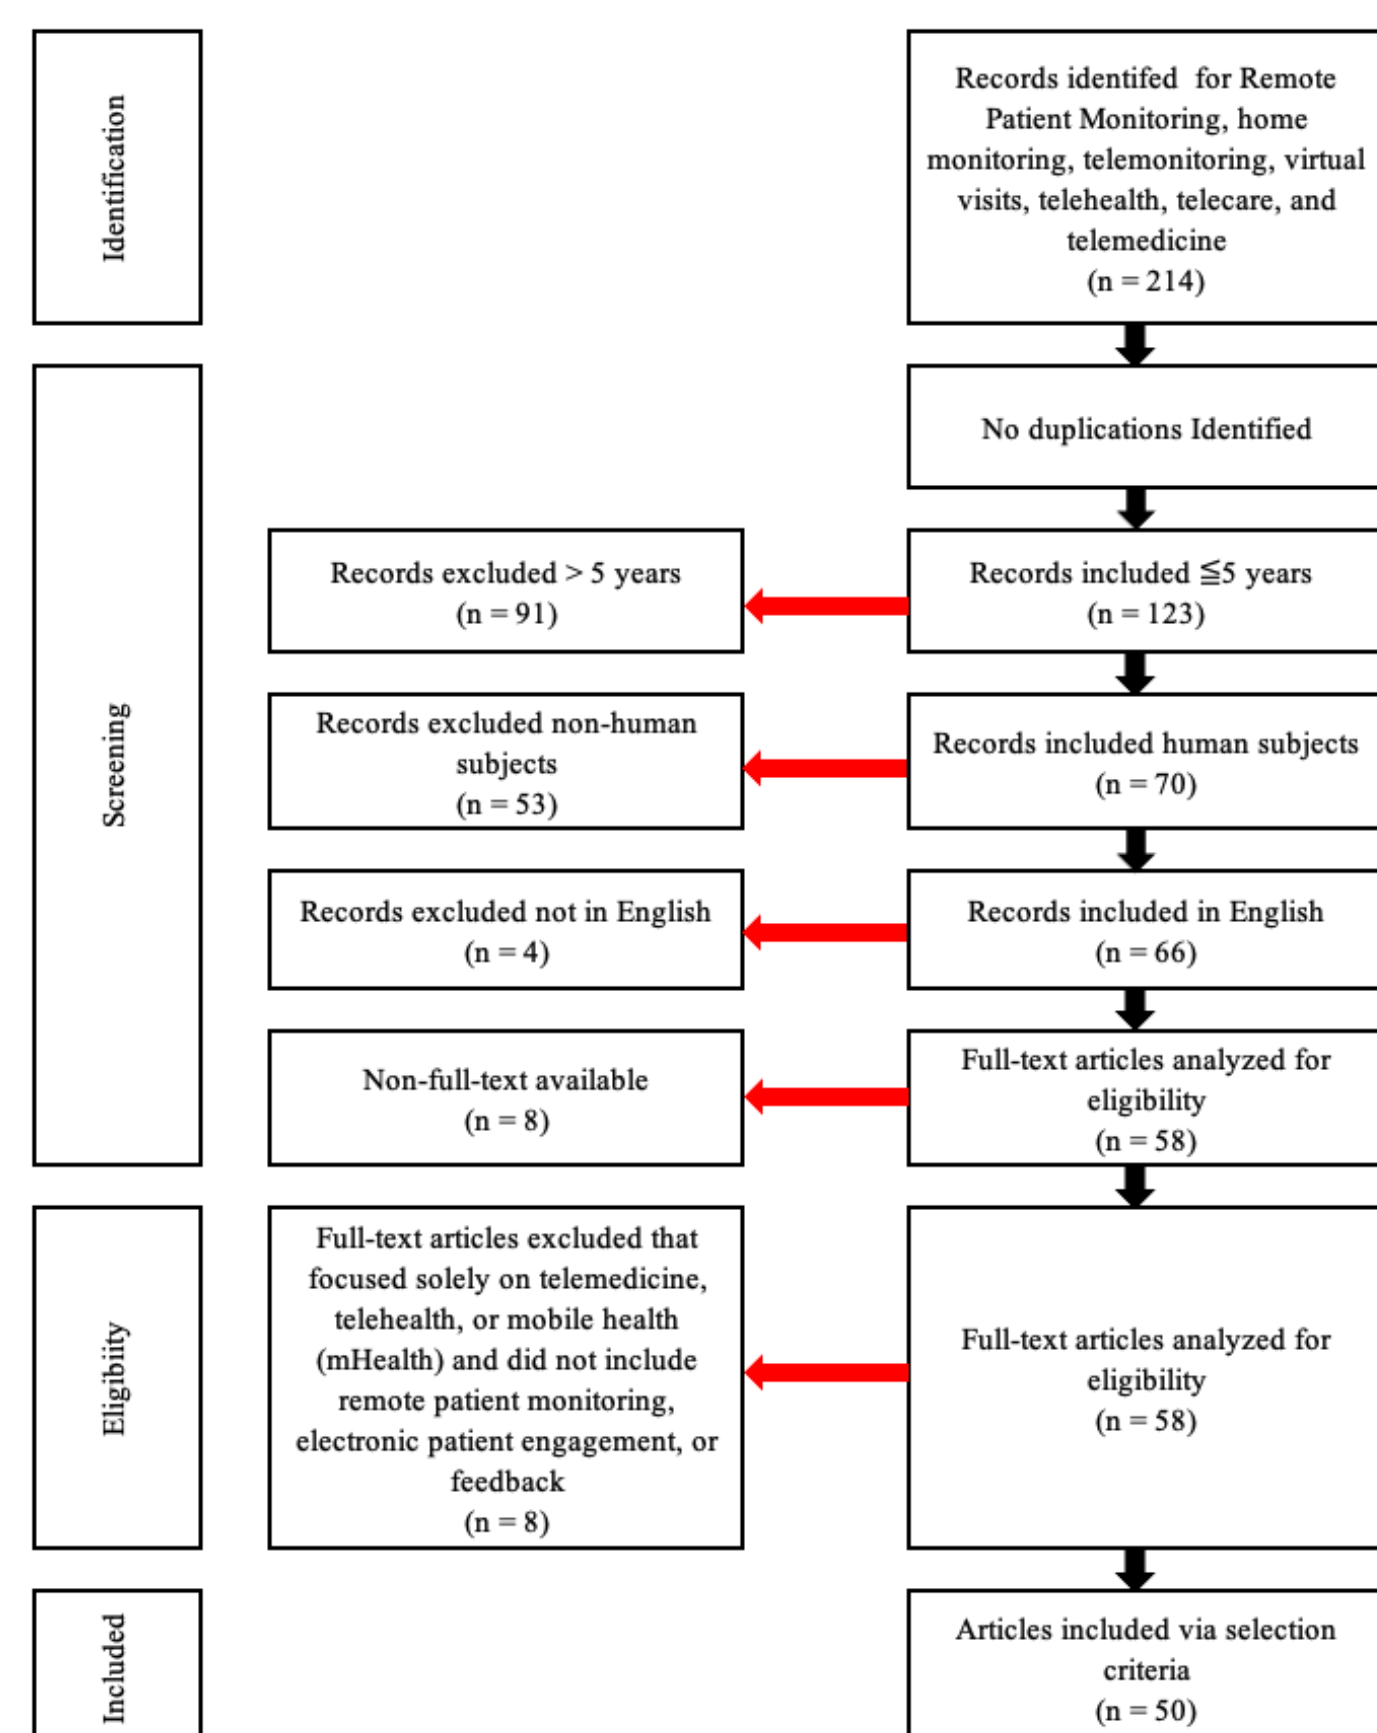 Identification
Records identifed for Remote
Patient Monitoring, home
monitoring, telemonitoring, virtual
visits, telehealth, telecare, and
telemedicine
(n = 214)
Screening
No duplications Identified
Records excluded > 5 years
(n = 91)
Records included ≦5 years
(n = 123)
Records excluded non-human
subjects
(n = 53)
Records included human subjects
(n = 70)
Records excluded not in English
(n = 4)
Records included in English
(n = 66)
Non-full-text available
(n = 8)
Full-text articles analyzed for
eligibility
(n = 58)
Eligibiity
Full-text articles excluded that
focused solely on telemedicine,
telehealth, or mobile health
(mHealth) and did not include
remote patient monitoring,
electronic patient engagement, or
feedback
(n = 8)
Full-text articles analyzed for
eligibility
(n = 58)
Included
Articles included via selection
criteria
(n = 50)